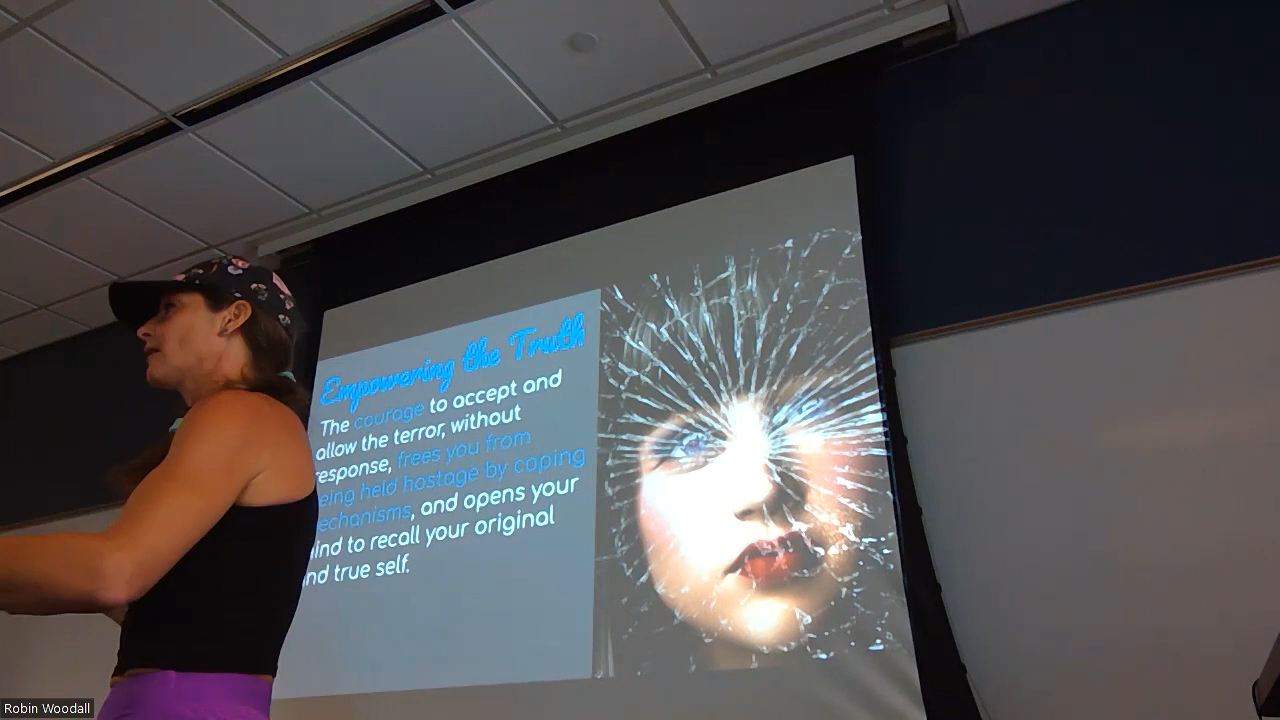 Empowering the Truth
The courage to accept and
allow the terror, without
response, frees you from
eing held hostage by coping
echanisms, and opens your
ind to recall your original
nd true self.
Robin Woodall